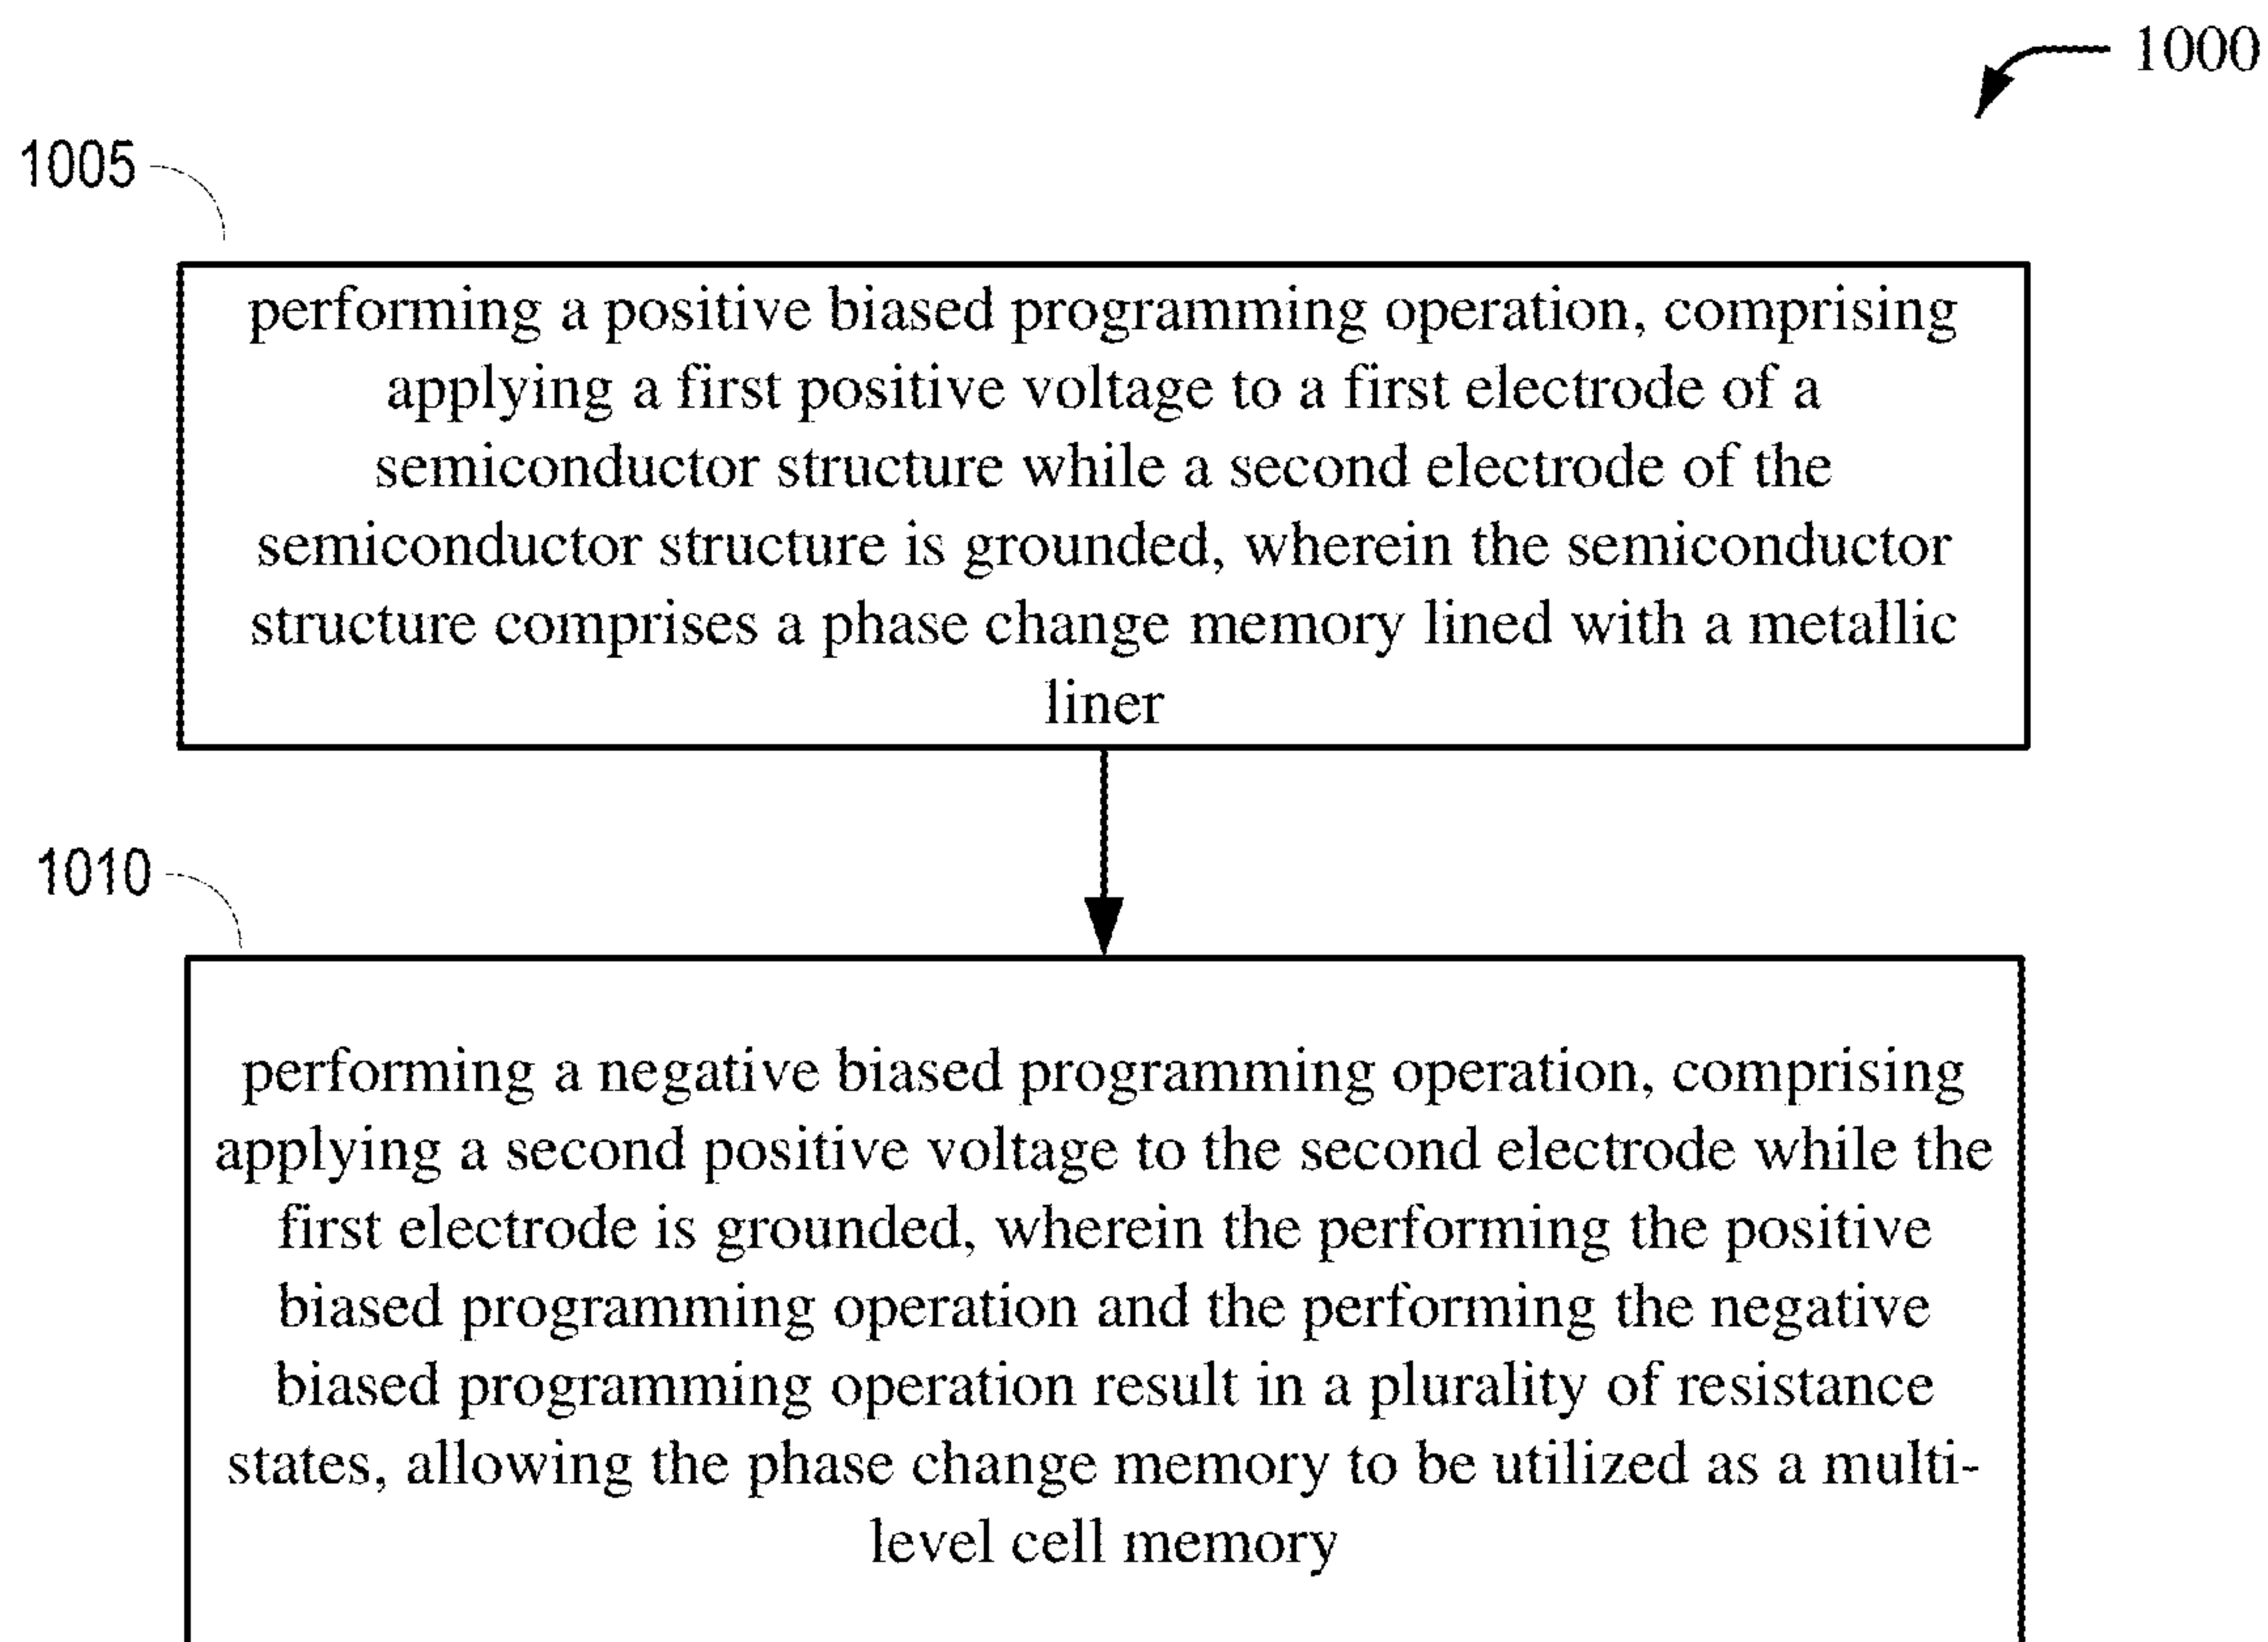 1000
1005
performing a positive biased programming operation, comprising
applying a first positive voltage to a first electrode of a
semiconductor structure while a second electrode of the
semiconductor structure is grounded, wherein the semiconductor
structure comprises a phase change memory lined with a metallic
liner
1010
performing a negative biased programming operation, comprising
applying a second positive voltage to the second electrode while the
first electrode is grounded, wherein the performing the positive
biased programming operation and the performing the negative
biased programming operation result in a plurality of resistance
states, allowing the phase change memory to be utilized as a multi-
level cell memory